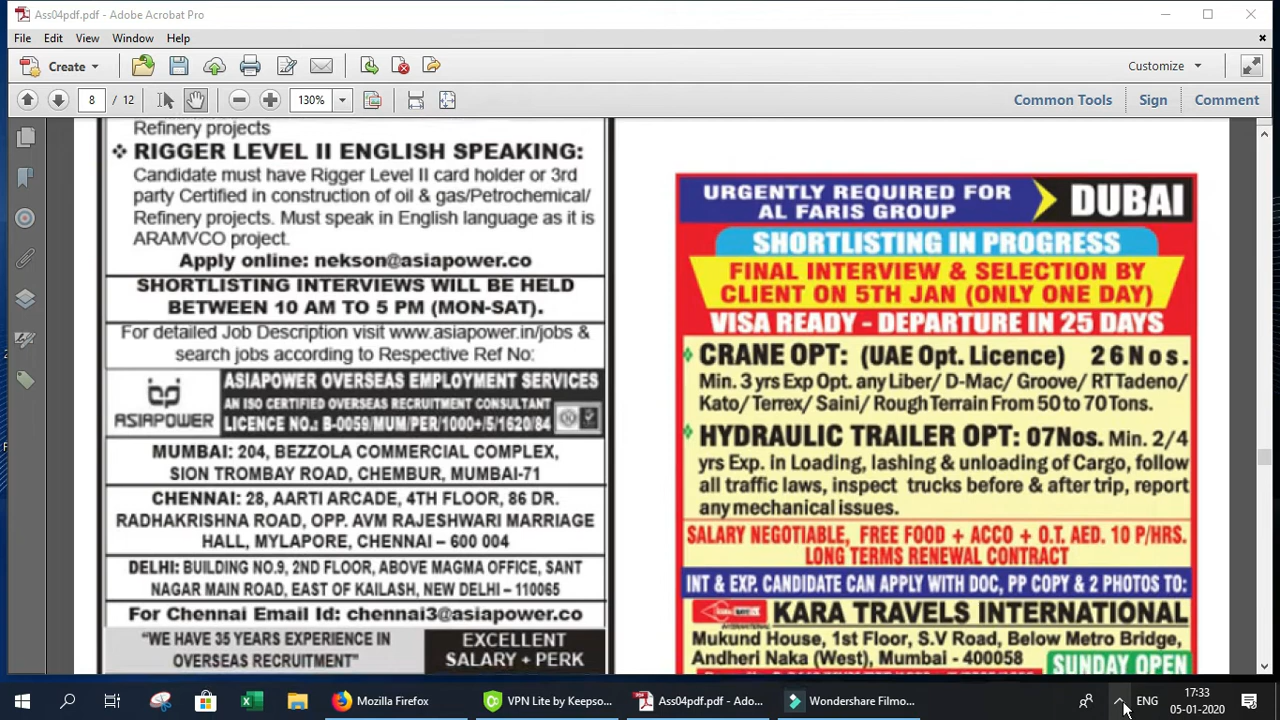 Ass04pdf.pdf - Adobe Acrobat Pro
File Edit View Window Help
Create
Customize
8 / 12
130%
Common Tools
Sign
Comment
Refinery projects
❖ RIGGER LEVEL II ENGLISH SPEAKING:
Candidate must have Rigger Level II card holder or 3rd
party Certified in construction of oil & gas/Petrochemical/
Refinery projects. Must speak in English language as it is
ARAMVCO project.
Apply online: nekson@asiapower.co
SHORTLISTING INTERVIEWS WILL BE HELD
BETWEEN 10 AM TO 5 PM (MON-SAT).
For detailed Job Description visit www.asiapower.in/jobs &
search jobs according to Respective Ref No:
ASIAPOWER
ASIAPOWER OVERSEAS EMPLOYMENT SERVICES
AN ISO CERTIFIED OVERSEAS RECRUITMENT CONSULTANT
LICENCE NO.: B-0059/MUM/PER/1000+/5/1620/84
MUMBAI: 204, BEZZOLA COMMERCIAL COMPLEX,
SION TROMBAY ROAD, CHEMBUR, MUMBAI-71
CHENNAI: 28, AARTI ARCADE, 4TH FLOOR, 86 DR.
RADHAKRISHNA ROAD, OPP. AVM RAJESHWARI MARRIAGE
HALL, MYLAPORE, CHENNAI – 600 004
DELHI: BUILDING NO.9, 2ND FLOOR, ABOVE MAGMA OFFICE, SANT
NAGAR MAIN ROAD, EAST OF KAILASH, NEW DELHI – 110065
For Chennai Email Id: chennai3@asiapower.co
"WE HAVE 35 YEARS EXPERIENCE IN
OVERSEAS RECRUITMENT"
EXCELLENT
SALARY + PERK
URGENTLY REQUIRED FOR
AL FARIS GROUP
DUBAI
SHORTLISTING IN PROGRESS
FINAL INTERVIEW & SELECTION BY
CLIENT ON 5TH JAN (ONLY ONE DAY)
VISA READY - DEPARTURE IN 25 DAYS
CRANE OPT: (UAE Opt. Licence) 26Nos.
Min. 3 yrs Exp Opt. any Liber/ D-Mac/ Groove/ RT Tadeno/
Kato/ Terrex/ Saini/ Rough Terrain From 50 to 70 Tons.
HYDRAULIC TRAILER OPT: 07Nos. Min. 2/4
yrs Exp. in Loading, lashing & unloading of Cargo, follow
all traffic laws, inspect trucks before & after trip, report
any mechanical issues.
SALARY NEGOTIABLE, FREE FOOD + ACCO + O.T. AED. 10 P/HRS.
LONG TERMS RENEWAL CONTRACT
INT & EXP. CANDIDATE CAN APPLY WITH DOC, PP COPY & 2 PHOTOS TO:
KARA TRAVELS INTERNATIONAL
Mukund House, 1st Floor, S.V Road, Below Metro Bridge,
Andheri Naka (West), Mumbai - 400058
SUNDAY OPEN
Mozilla Firefox
VPN Lite by Keepso...
Ass04pdf.pdf - Ado...
Wondershare Filmo...
ENG
17:33
05-01-2020